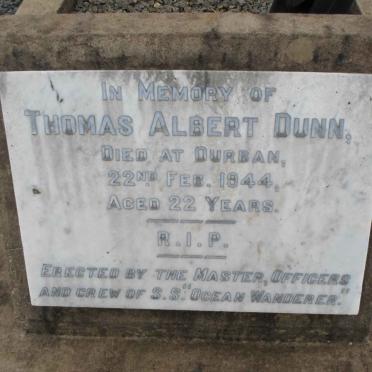 In Memory of
Thomas Albert Dunn,
Died at Durban,
22ND Feb. 1944,
Aged 22 Years.
R.I.P.
Erected by the Master, Officers
and crew of S.S. "Ocean Wanderer."